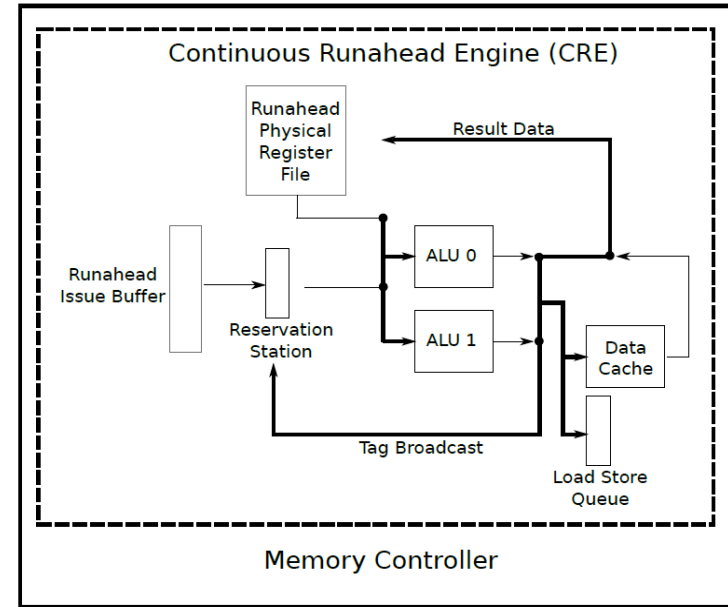 Continuous Runahead Engine (CRE)
Runahead
Physical
Register
File
Result Data
Runahead
Issue Buffer
Reservation
Station
ALU 0
ALU 1
Data
Cache
Tag Broadcast
Load Store
Queue
Memory Controller